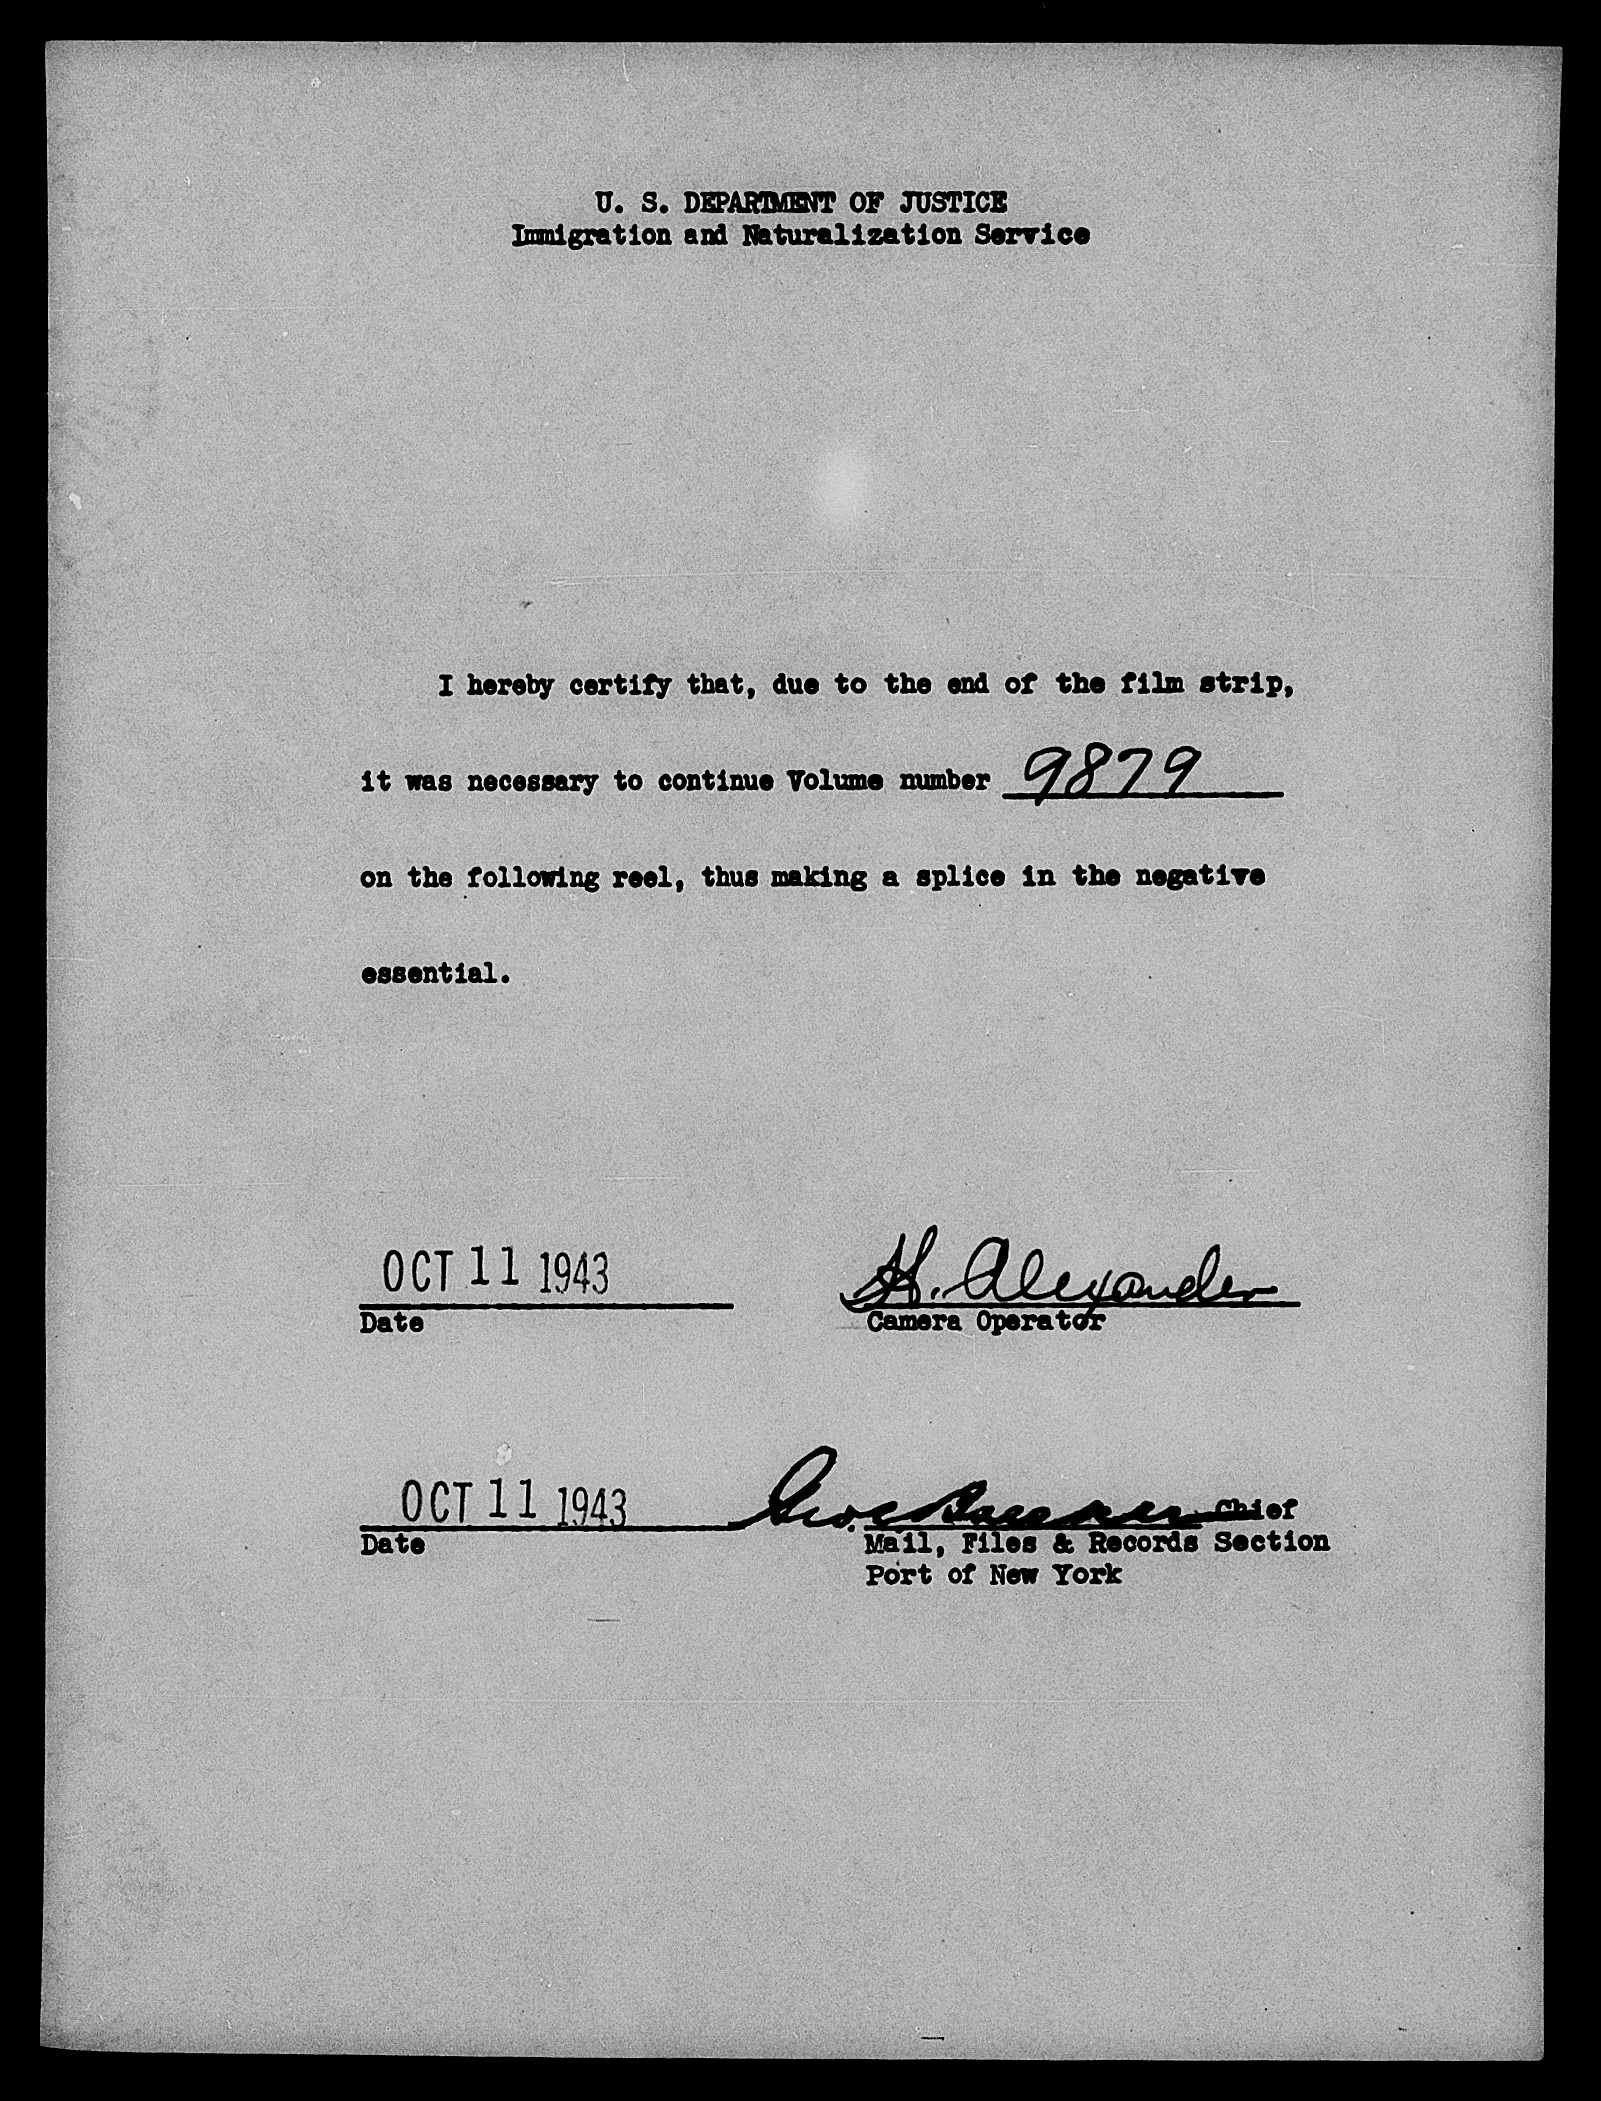 U. S. DEPARTMENT OF JUSTICE
Immigration and Naturalization Service
I hereby certify that, due to the end of the film strip,
it was necessary to continue Volume number 9879
on the following reel, thus making a splice in the negative
essential.
OCT 11 1943 H. Alexander
Date Camera Operator
OCT 11 1943 Chief
Date Mail, Files & Records Section
Port of New York